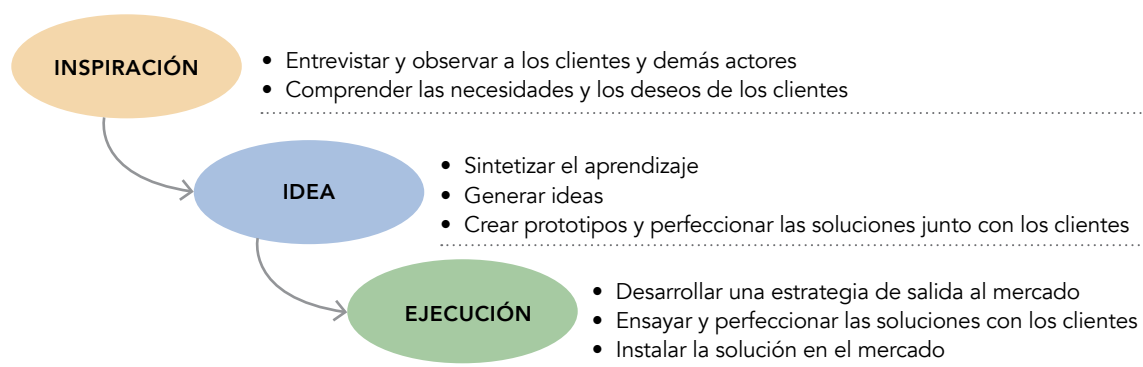 INSPIRACIÓN
• Entrevistar y observar a los clientes y demás actores
• Comprender las necesidades y los deseos de los clientes
IDEA
• Sintetizar el aprendizaje
• Generar ideas
• Crear prototipos y perfeccionar las soluciones junto con los clientes
EJECUCIÓN
• Desarrollar una estrategia de salida al mercado
• Ensayar y perfeccionar las soluciones con los clientes
• Instalar la solución en el mercado